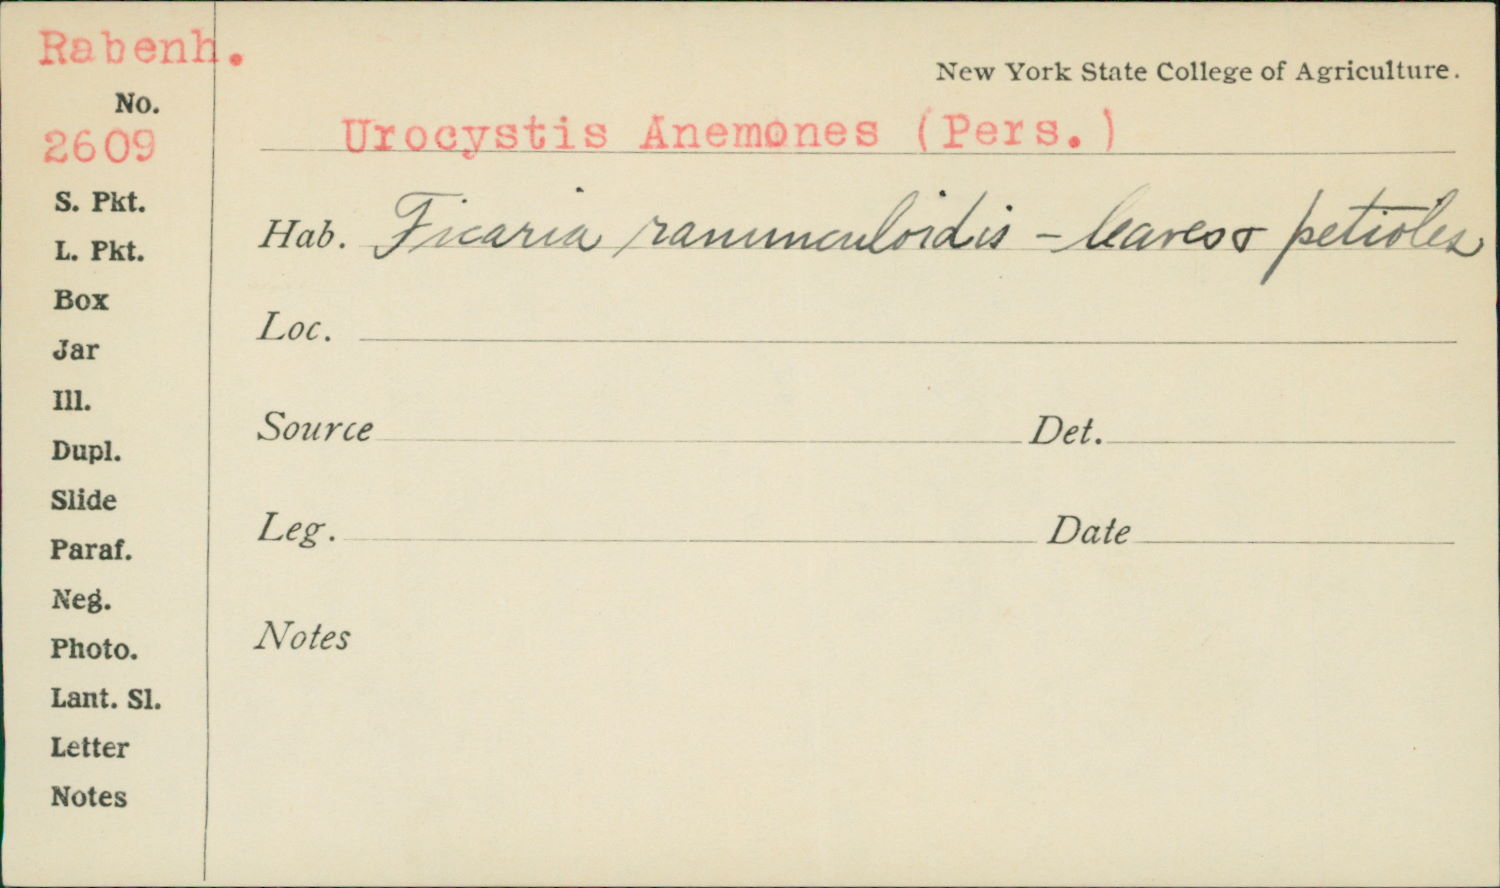 Rabenh.
New York State College of Agriculture.
No.
2609
Urocystis Anemones (Pers.)
S. Pkt.
L. Pkt.
Box
Jar
Ill.
Dupl.
Slide
Paraf.
Neg.
Photo.
Lant. Sl.
Letter
Notes
Hab. Ficaria ranunculoidis - leaves & petioles
Loc.
Source Det.
Leg. Date
Notes